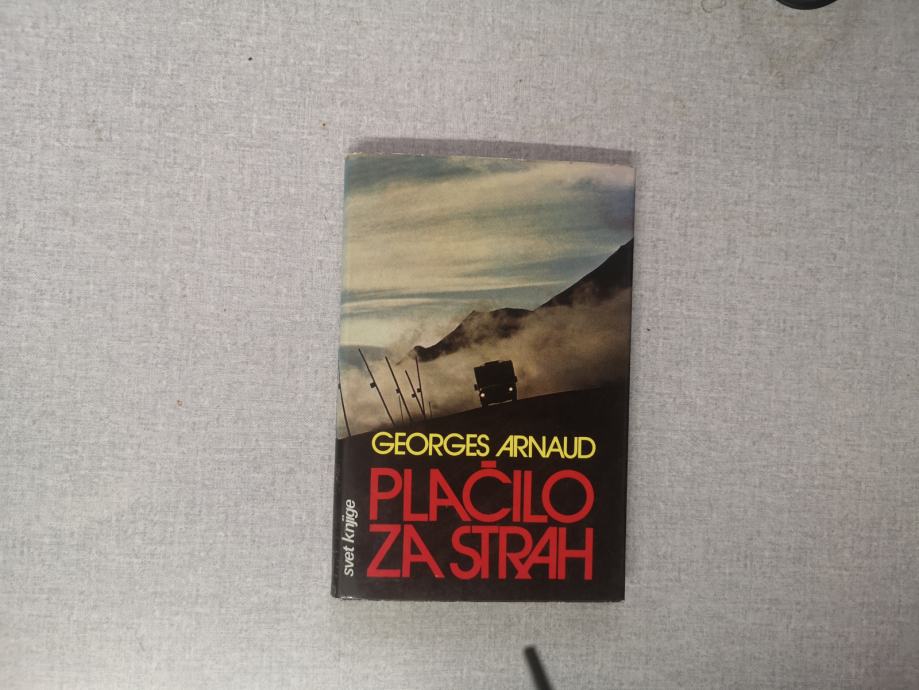 GEORGES ARNAUD
PLAČILO
ZA STRAH
svet knjige